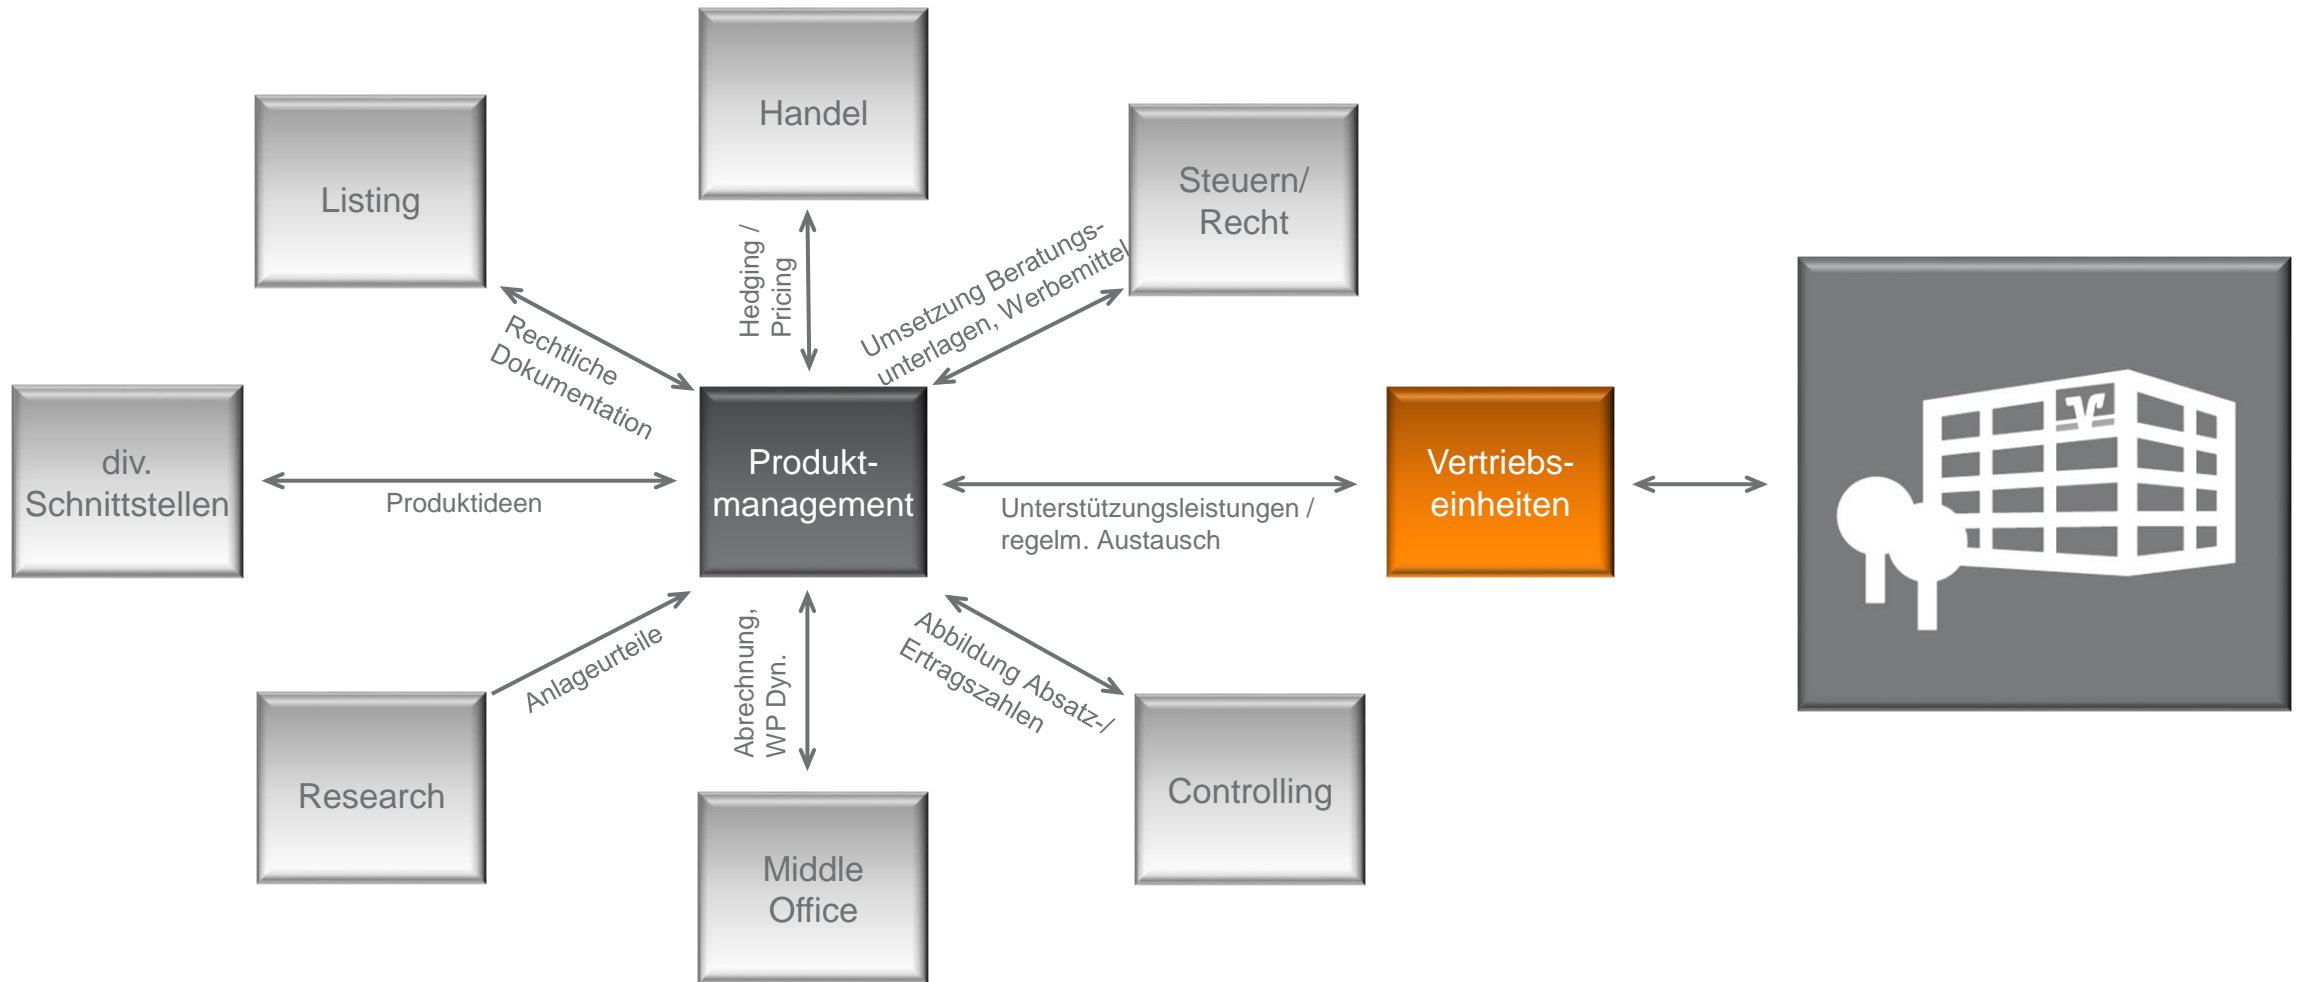 Handel
Listing
Steuern/
Recht
Hedging /
Pricing
Umsetzung Beratungs-
unterlagen, Werbemittel
Rechtliche
Dokumentation
div.
Schnittstellen
Produktideen
Produkt-
management
Unterstützungsleistungen /
regelm. Austausch
Vertriebs-
einheiten
Anlageurteile
Abrechnung,
WP Dyn.
Abbildung Absatz-/
Ertragszahlen
Research
Middle
Office
Controlling